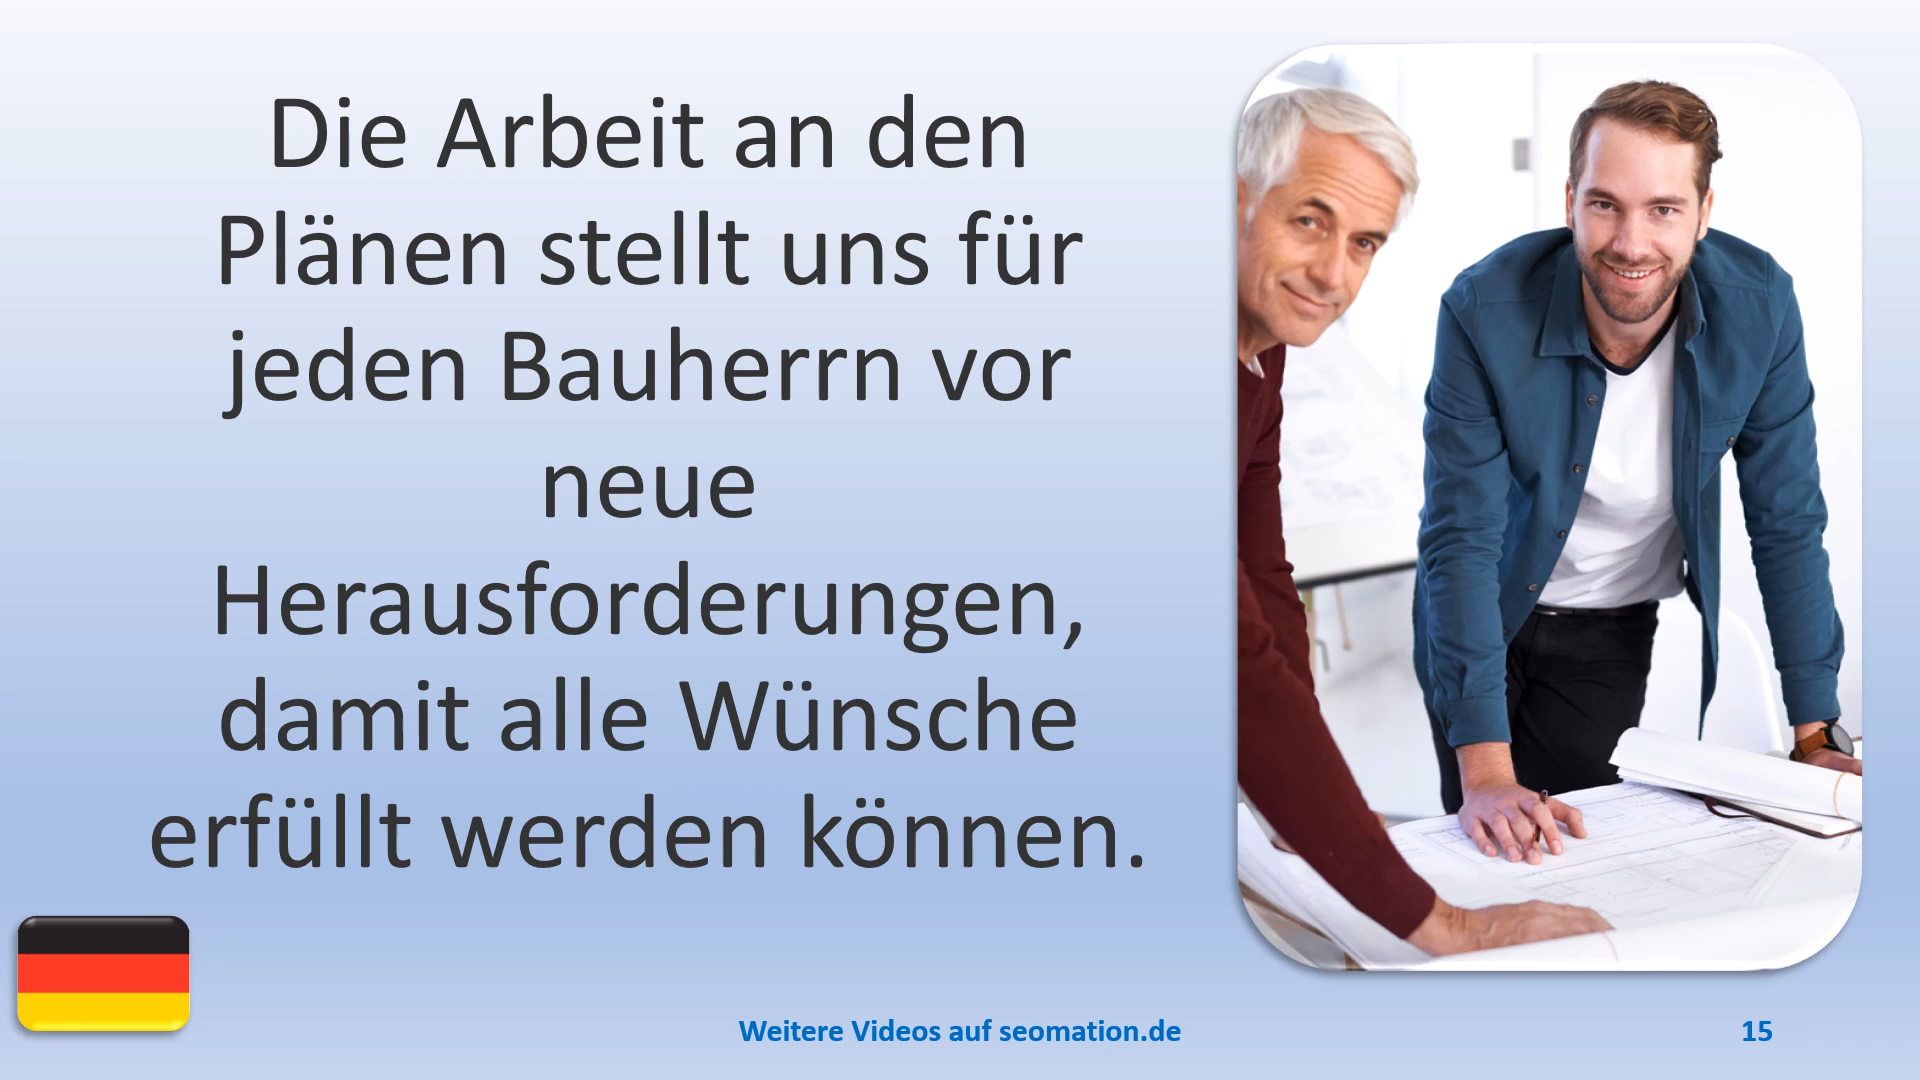 Die Arbeit an den
Plänen stellt uns für
jeden Bauherrn vor
neue
Herausforderungen,
damit alle Wünsche
erfüllt werden können.
Weitere Videos auf seomation.de
15